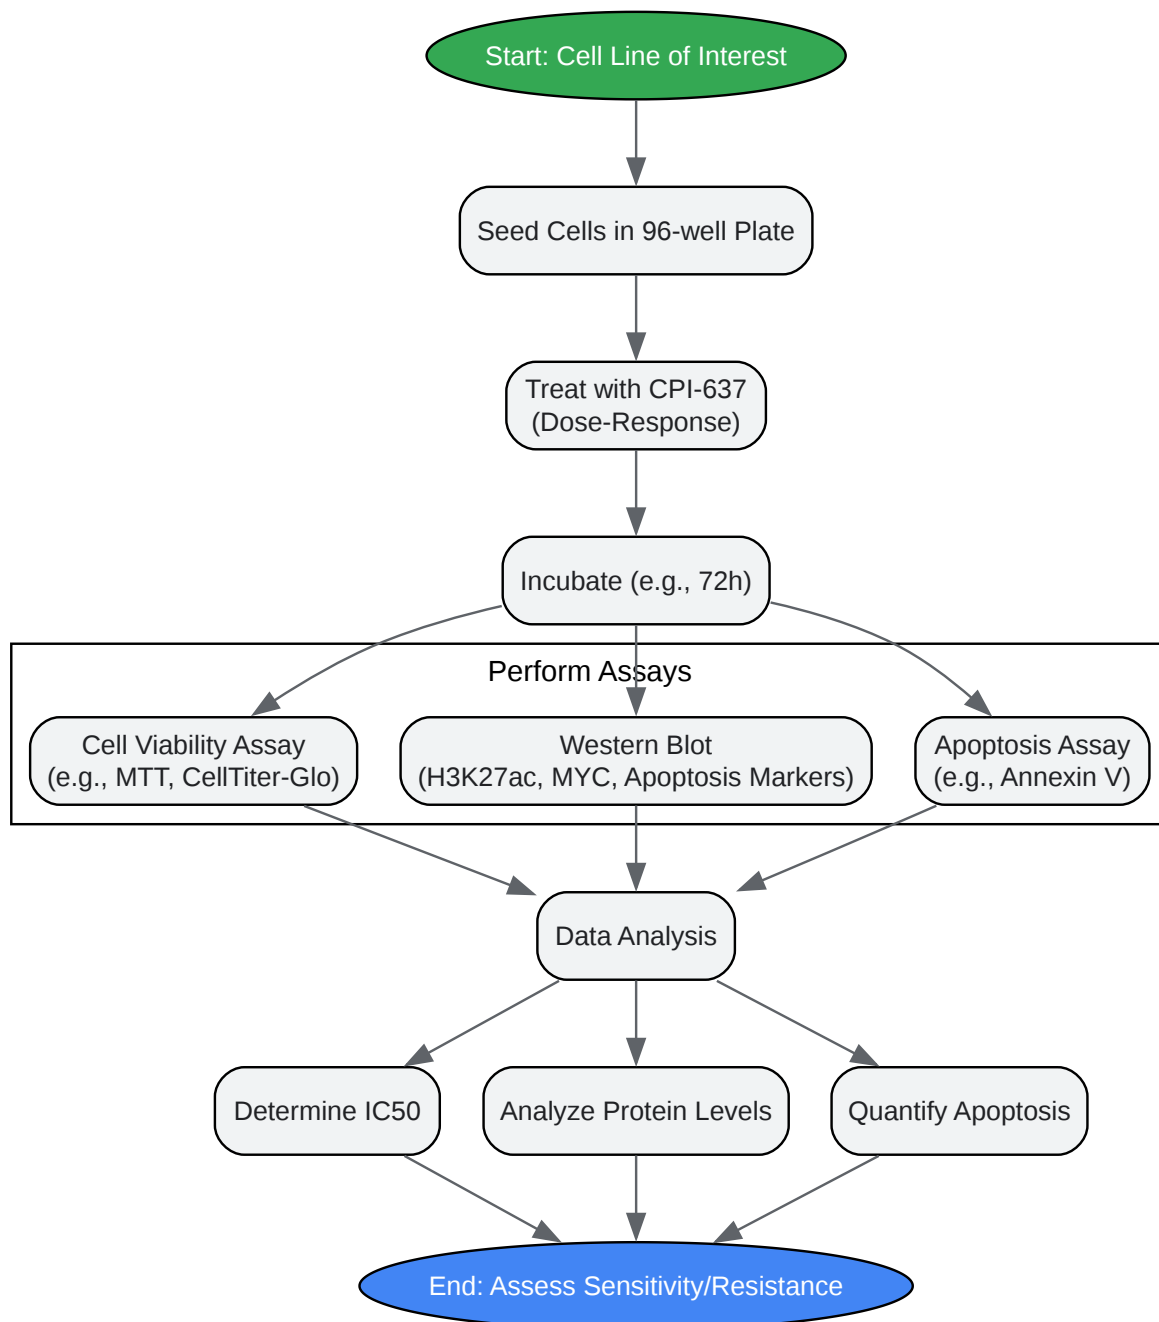 Start: Cell Line of Interest
Seed Cells in 96-well Plate
Treat with CPI-637
(Dose-Response)
Incubate (e.g., 72h)
Perform Assays
Cell Viability Assay
(e.g., MTT, CellTiter-Glo)
Western Blot
(H3K27ac, MYC, Apoptosis Markers)
Apoptosis Assay
(e.g., Annexin V)
Data Analysis
Determine IC50
Analyze Protein Levels
Quantify Apoptosis
End: Assess Sensitivity/Resistance